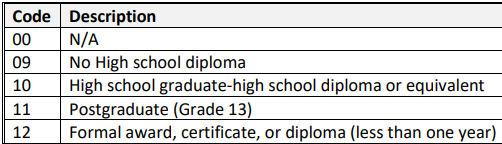 Code Description
00 N/A
09 No High school diploma
10 High school graduate-high school diploma or equivalent
11 Postgraduate (Grade 13)
12 Formal award, certificate, or diploma (less than one year)